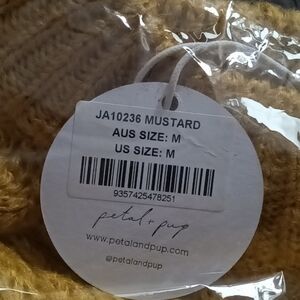 JA10236 MUSTARD
AUS SIZE: M
US SIZE: M
9357425478251
petal + pup
www.petalandpup.com
@petalandpup